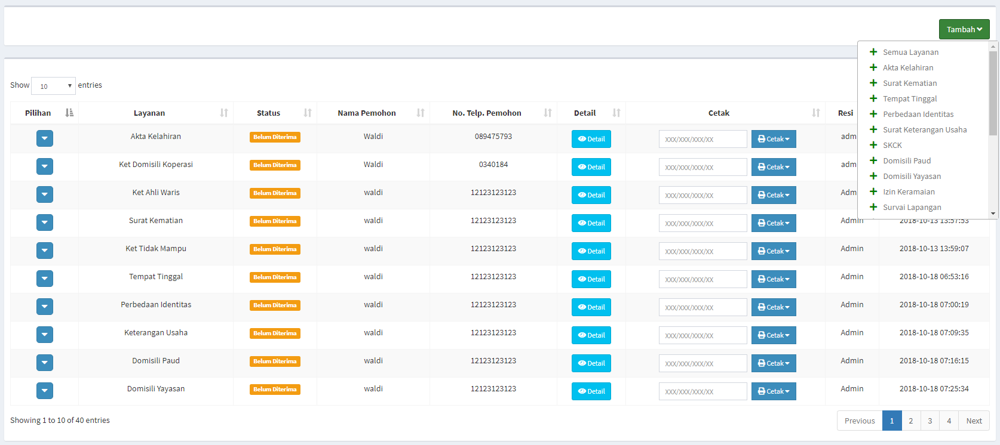 Tambah
Semua Layanan
Akta Kelahiran
Surat Kematian
Tempat Tinggal
Perbedaan Identitas
Surat Keterangan Usaha
SKCK
Domisili Paud
Domisili Yayasan
Izin Keramaian
Survai Lapangan
Show 10 entries
Pilihan Layanan Status Nama Pemohon No. Telp. Pemohon Detail Cetak Resi
Akta Kelahiran Belum Diterima Waldi 089475793 Detail xxx/xxx/xxx/xx Cetak adm
Ket Domisili Koperasi Belum Diterima Waldi 0340184 Detail xxx/xxx/xxx/xx Cetak adm
Ket Ahli Waris Belum Diterima waldi 12123123123 Detail xxx/xxx/xxx/xx Cetak Adm
Surat Kematian Belum Diterima waldi 12123123123 Detail xxx/xxx/xxx/xx Cetak Admin 2018-10-13 13:57:53
Ket Tidak Mampu Belum Diterima waldi 12123123123 Detail xxx/xxx/xxx/xx Cetak Admin 2018-10-13 13:59:07
Tempat Tinggal Belum Diterima waldi 12123123123 Detail xxx/xxx/xxx/xx Cetak Admin 2018-10-18 06:53:16
Perbedaan Identitas Belum Diterima waldi 12123123123 Detail xxx/xxx/xxx/xx Cetak Admin 2018-10-18 07:00:19
Keterangan Usaha Belum Diterima waldi 12123123123 Detail xxx/xxx/xxx/xx Cetak Admin 2018-10-18 07:09:35
Domisili Paud Belum Diterima waldi 12123123123 Detail xxx/xxx/xxx/xx Cetak Admin 2018-10-18 07:16:15
Domisili Yayasan Belum Diterima waldi 12123123123 Detail xxx/xxx/xxx/xx Cetak Admin 2018-10-18 07:25:34
Showing 1 to 10 of 40 entries
Previous 1 2 3 4 Next